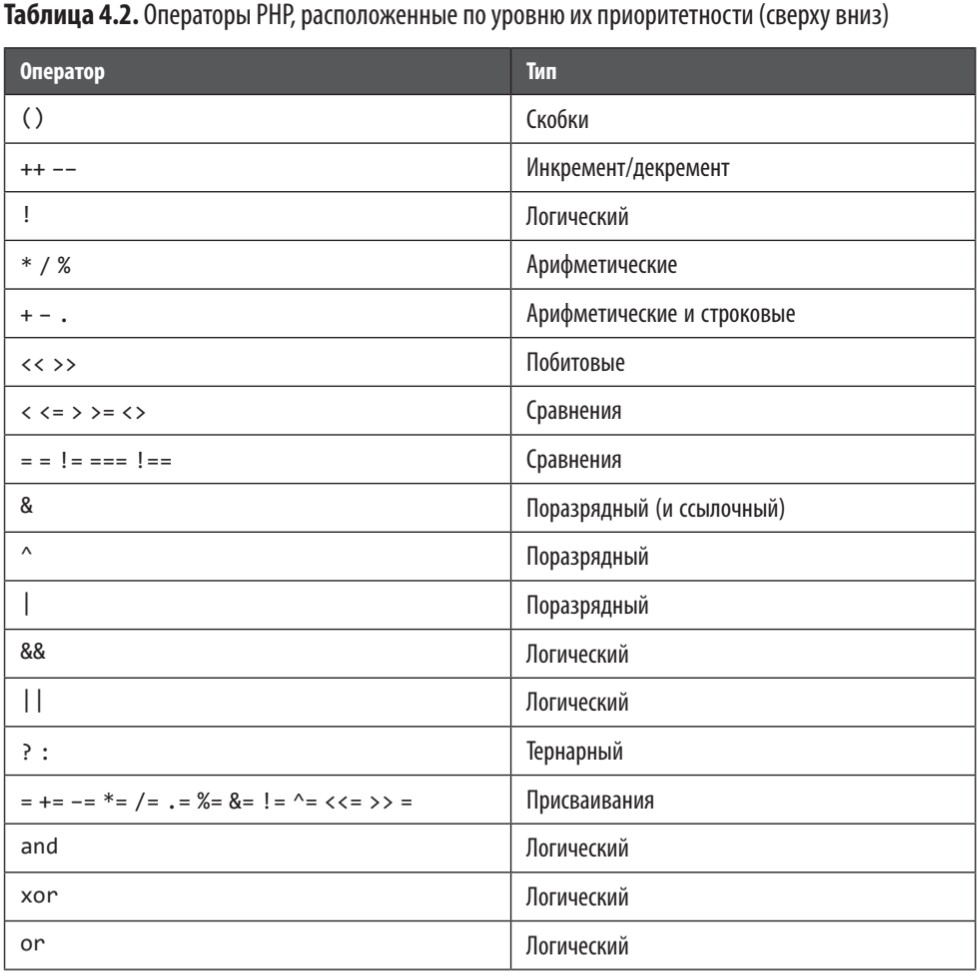 Таблица 4.2. Операторы PHP, расположенные по уровню их приоритетности (сверху вниз)
Оператор Тип
() Скобки
++ -- Инкремент/декремент
! Логический
* / % Арифметические
+ - . Арифметические и строковые
<< >> Побитовые
< <= > >= <> Сравнения
= = != === !== Сравнения
& Поразрядный (и ссылочный)
^ Поразрядный
| Поразрядный
&& Логический
|| Логический
? : Тернарный
= += -= *= /= .= %= &= != ^= <<= >> = Присваивания
and Логический
xor Логический
or Логический